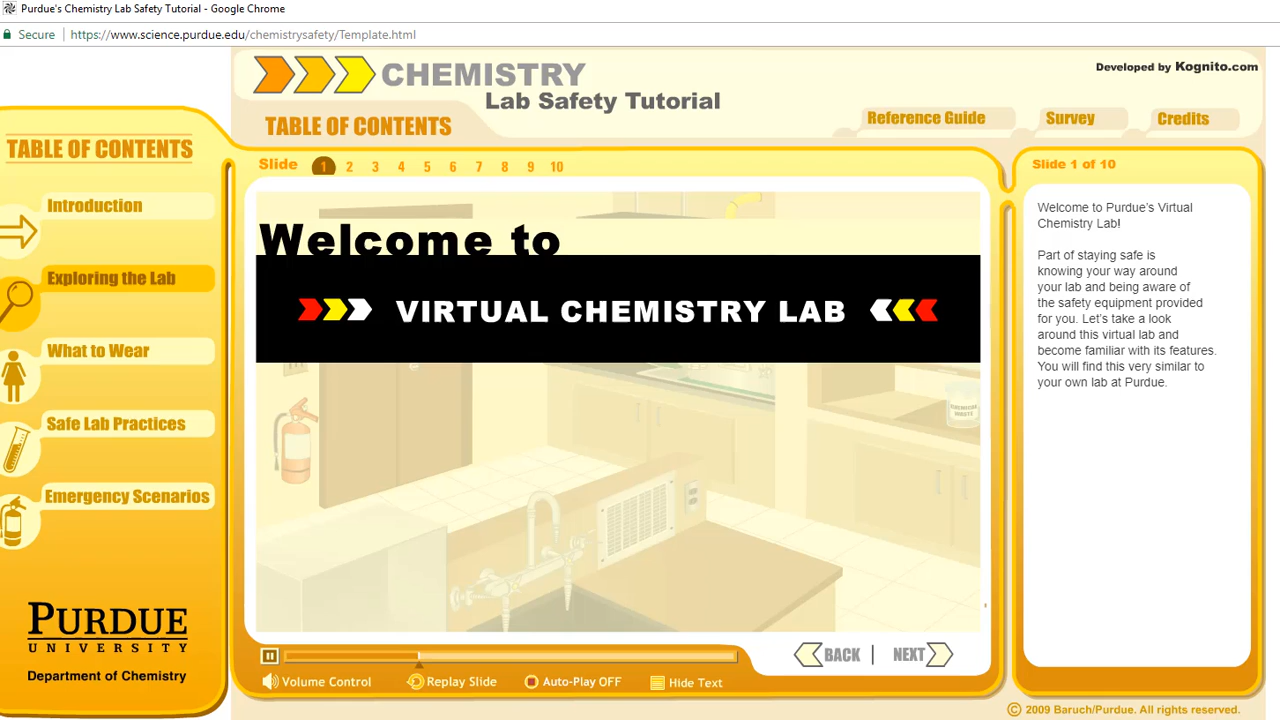 Purdue's Chemistry Lab Safety Tutorial - Google Chrome
Secure https://www.science.purdue.edu/chemistrysafety/Template.html
CHEMISTRY
Lab Safety Tutorial
Developed by Kognito.com
TABLE OF CONTENTS
Reference Guide
Survey
Credits
TABLE OF CONTENTS
Introduction
Exploring the Lab
What to Wear
Safe Lab Practices
Emergency Scenarios
PURDUE
UNIVERSITY
Department of Chemistry
Slide 1 2 3 4 5 6 7 8 9 10
Welcome to
VIRTUAL CHEMISTRY LAB
CHEMICAL
WASTE
BACK | NEXT
Volume Control Replay Slide Auto-Play OFF Hide Text
Slide 1 of 10
Welcome to Purdue's Virtual
Chemistry Lab!
Part of staying safe is
knowing your way around
your lab and being aware of
the safety equipment provided
for you. Let's take a look
around this virtual lab and
become familiar with its features.
You will find this very similar to
your own lab at Purdue.
© 2009 Baruch/Purdue. All rights reserved.